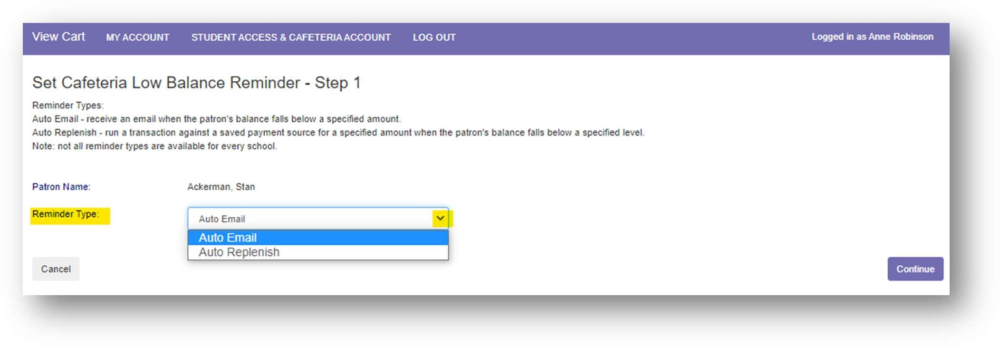 View Cart MY ACCOUNT STUDENT ACCESS & CAFETERIA ACCOUNT LOG OUT Logged in as Anne Robinson
Set Cafeteria Low Balance Reminder - Step 1
Reminder Types:
Auto Email - receive an email when the patron's balance falls below a specified amount.
Auto Replenish - run a transaction against a saved payment source for a specified amount when the patron's balance falls below a specified level.
Note: not all reminder types are available for every school.
Patron Name: Ackerman, Stan
Reminder Type: Auto Email
Auto Email
Auto Replenish
Cancel Continue